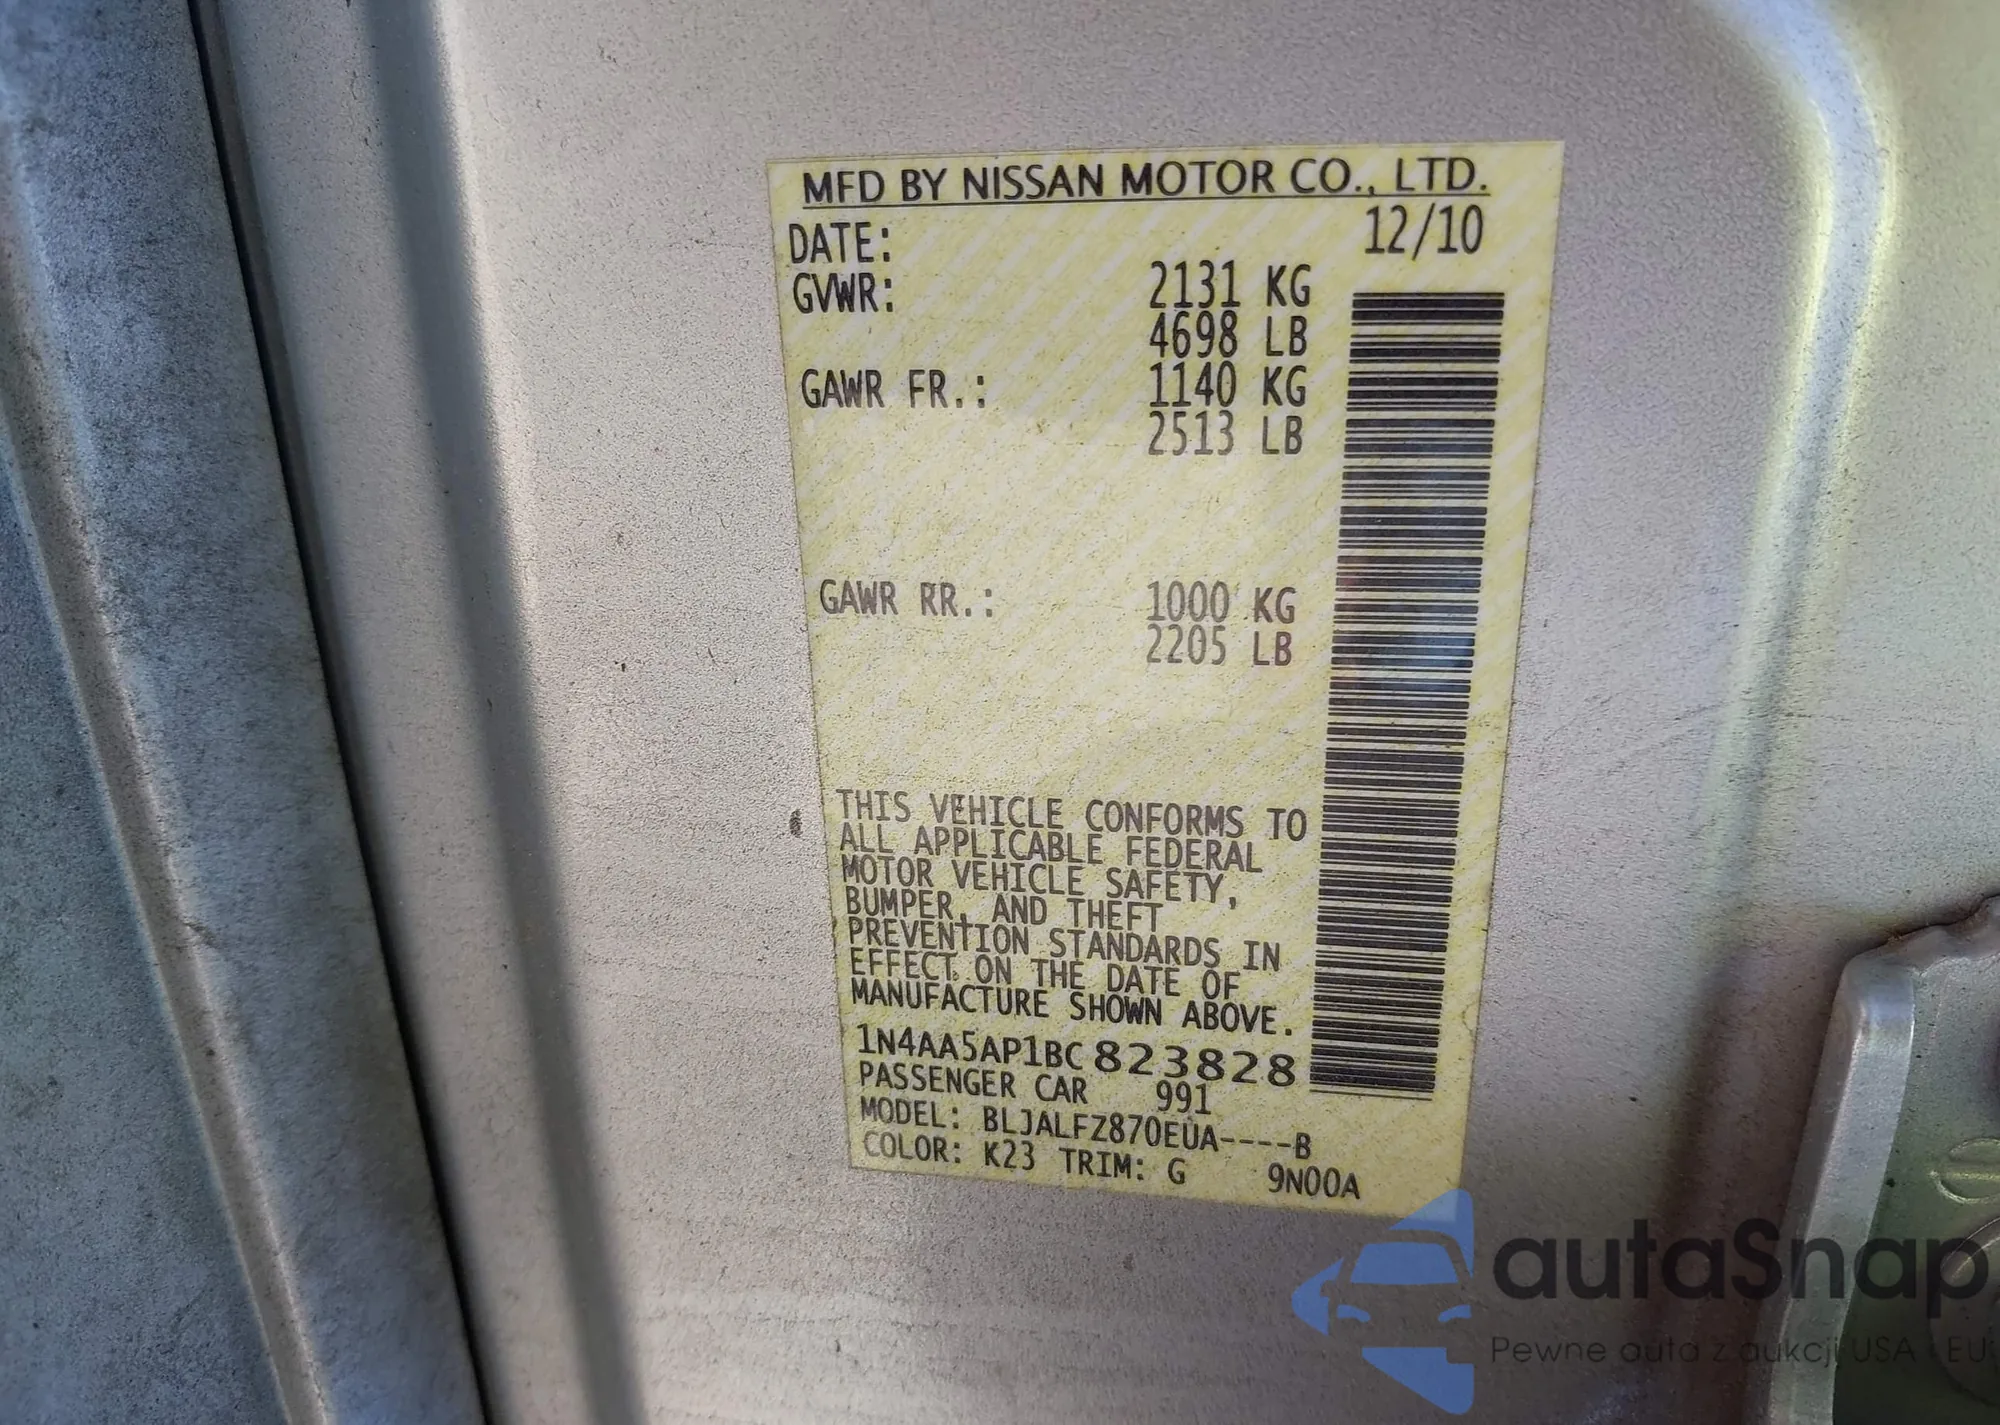 MFD BY NISSAN MOTOR CO., LTD.
DATE: 12/10
GVWR: 2131 KG
4698 LB
GAWR FR.: 1140 KG
2513 LB
GAWR RR.: 1000 KG
2205 LB
THIS VEHICLE CONFORMS TO
ALL APPLICABLE FEDERAL
MOTOR VEHICLE SAFETY,
BUMPER, AND THEFT
PREVENTION STANDARDS IN
EFFECT ON THE DATE OF
MANUFACTURE SHOWN ABOVE.
1N4AA5AP1BC823828
PASSENGER CAR 991
MODEL: BLJALFZ870EUA----B
COLOR: K23 TRIM: G 9N00A
autaSnap
Pewne auta z aukcji USA i EU